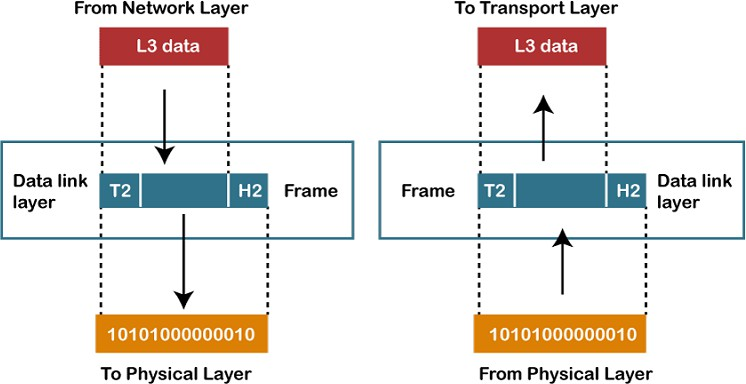 From Network Layer
L3 data
Data link
layer
T2
H2
Frame
10101000000010
To Physical Layer
To Transport Layer
L3 data
Frame
T2
H2
Data link
layer
10101000000010
From Physical Layer